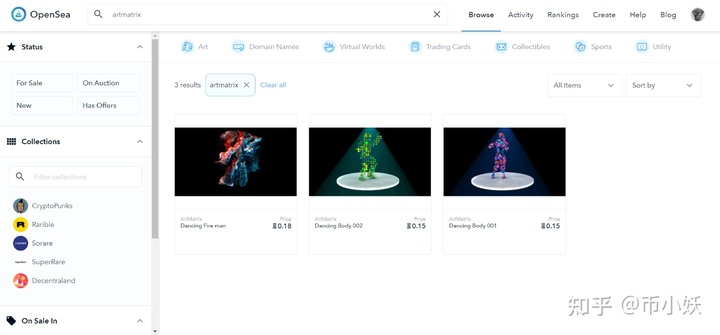 OpenSea
artmatrix
Browse Activity Rankings Create Help Blog
Status
For Sale On Auction
New Has Offers
Collections
Filter collections
CryptoPunks
Rarible
Sorare
SuperRare
Decentraland
On Sale In
Art Domain Names Virtual Worlds Trading Cards Collectibles Sports Utility
3 results artmatrix Clear all All Items Sort by
ArtMatrix Price
Dancing Fire man 0.18
ArtMatrix Price
Dancing Body 002 0.15
ArtMatrix Price
Dancing Body 001 0.15
知乎 @币小妖